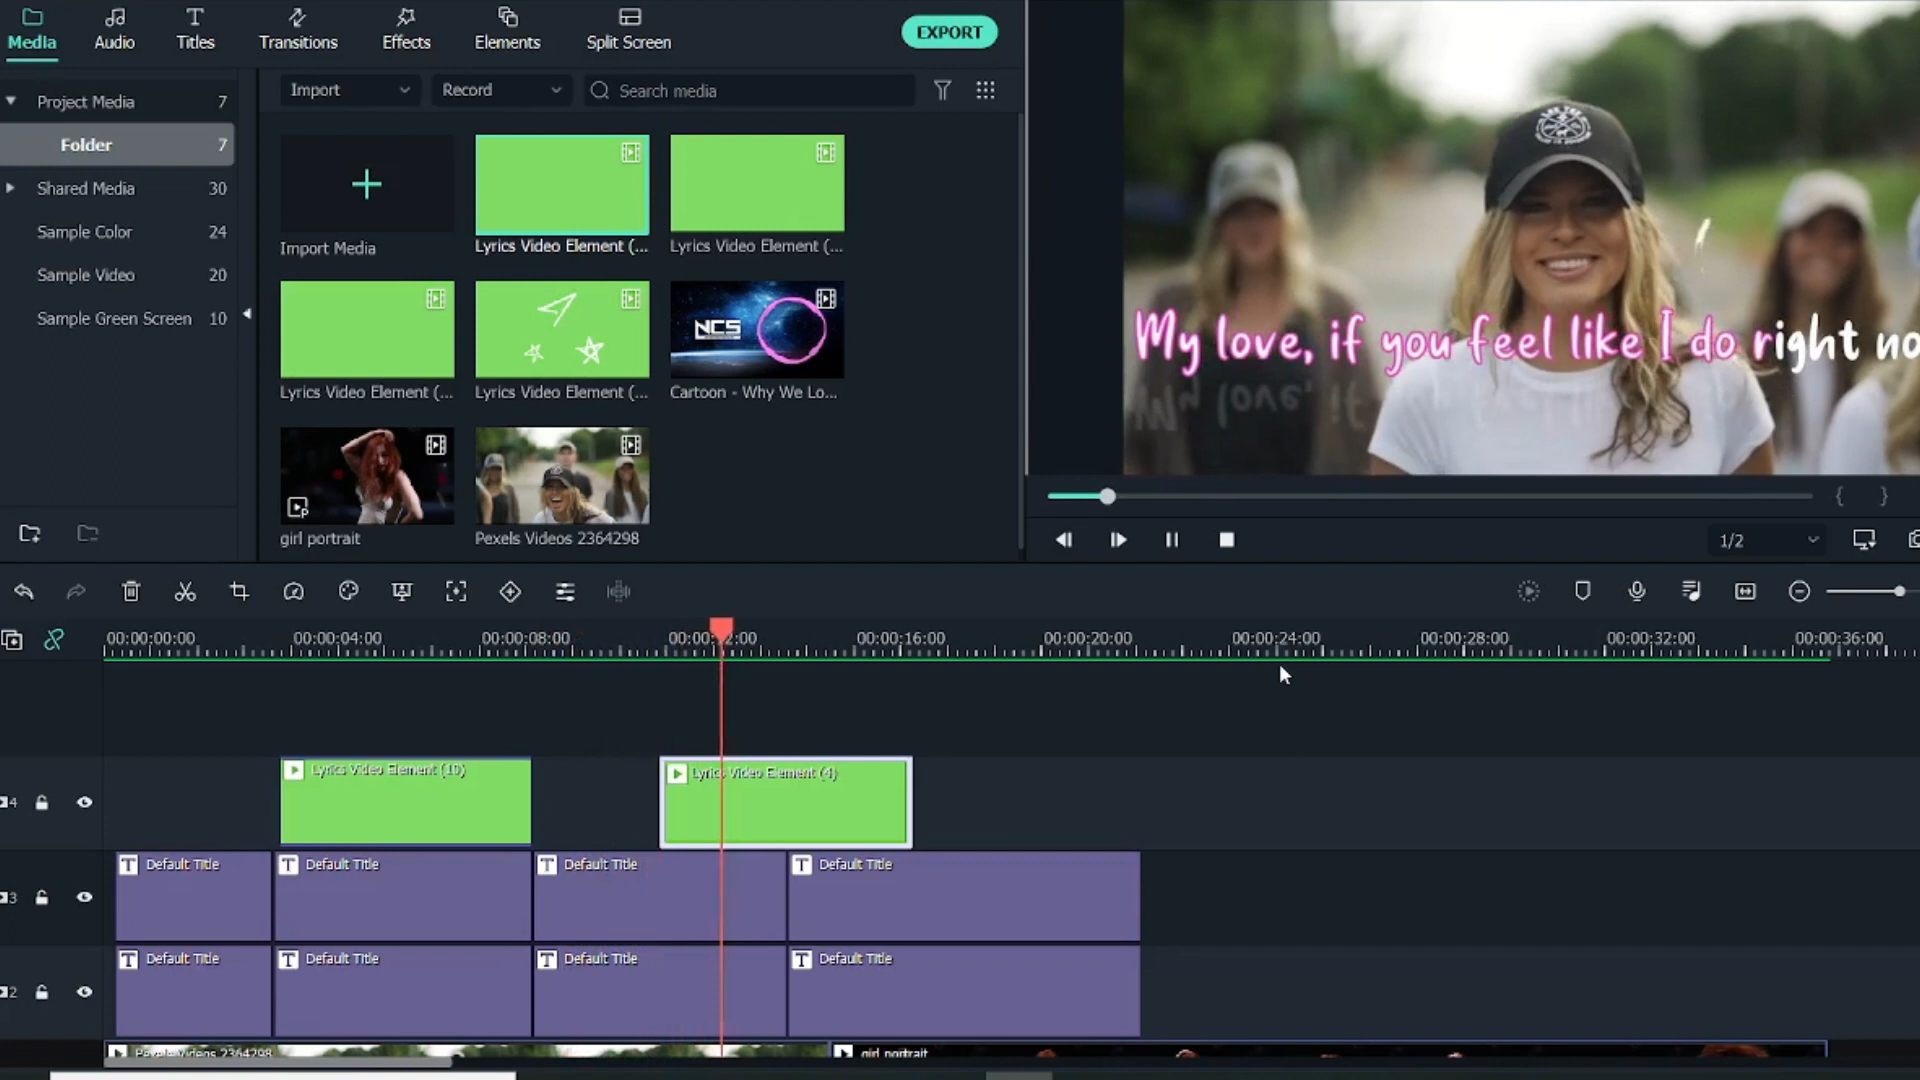 Media
Audio
Titles
Transitions
Effects
Elements
Split Screen
EXPORT
Project Media 7
Folder 7
Shared Media 30
Sample Color 24
Sample Video 20
Sample Green Screen 10
Import
Record
Search media
Import Media
Lyrics Video Element (...
Lyrics Video Element (...
Lyrics Video Element (...
Lyrics Video Element (...
NCS
Cartoon - Why We Lo...
girl portrait
Pexels Videos 2364298
My love, if you feel like I do right no
My love, if
{ }
1/2
00:00:00:00 00:00:04:00 00:00:08:00 00:00:12:00 00:00:16:00 00:00:20:00 00:00:24:00 00:00:28:00 00:00:32:00 00:00:36:00
4
Lyrics Video Element (10)
Lyrics Video Element (4)
3
Default Title Default Title Default Title Default Title
2
Default Title Default Title Default Title Default Title
Pexels Videos 2364298
girl portrait